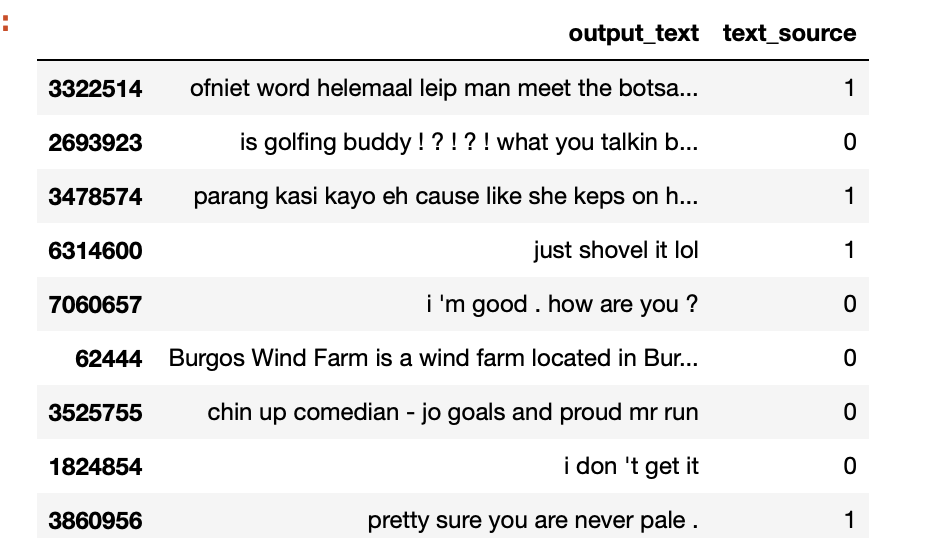 output_text text_source
3322514 ofniet word helemaal leip man meet the botsa... 1
2693923 is golfing buddy ! ? ! ? ! what you talkin b... 0
3478574 parang kasi kayo eh cause like she keps on h... 1
6314600 just shovel it lol 1
7060657 i 'm good . how are you ? 0
62444 Burgos Wind Farm is a wind farm located in Bur... 0
3525755 chin up comedian - jo goals and proud mr run 0
1824854 i don 't get it 0
3860956 pretty sure you are never pale . 1